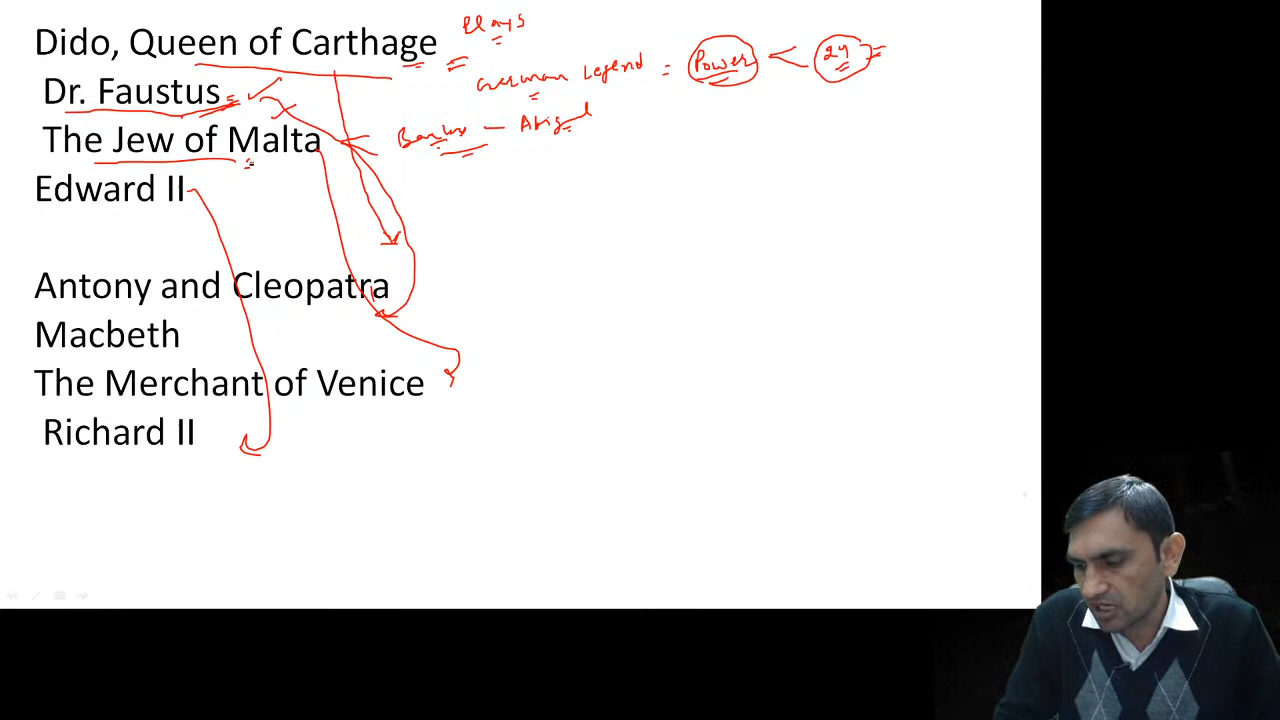 Dido, Queen of Carthage
Plays
Dr. Faustus
German Legend = Power < 24
The Jew of Malta
Abig
Edward II
Antony and Cleopatra
Macbeth
The Merchant of Venice
Richard II